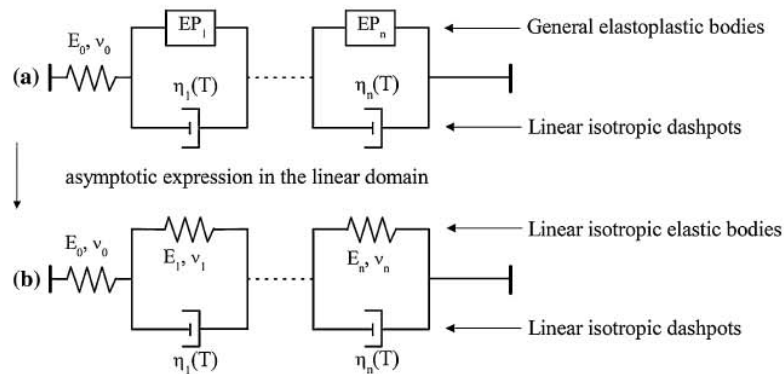 EP₁ EPₙ General elastoplastic bodies
E₀, ν₀
(a) η₁(T) ηₙ(T)
Linear isotropic dashpots
asymptotic expression in the linear domain
E₀, ν₀ Linear isotropic elastic bodies
E₁, ν₁ Eₙ, νₙ
(b)
Linear isotropic dashpots
η₁(T) ηₙ(T)